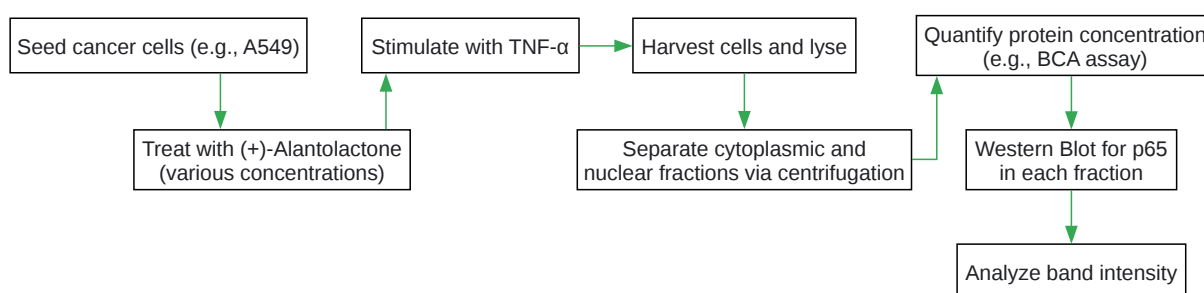 Seed cancer cells (e.g., A549)
Treat with (+)-Alantolactone
(various concentrations)
Stimulate with TNF-α
Harvest cells and lyse
Separate cytoplasmic and
nuclear fractions via centrifugation
Quantify protein concentration
(e.g., BCA assay)
Western Blot for p65
in each fraction
Analyze band intensity